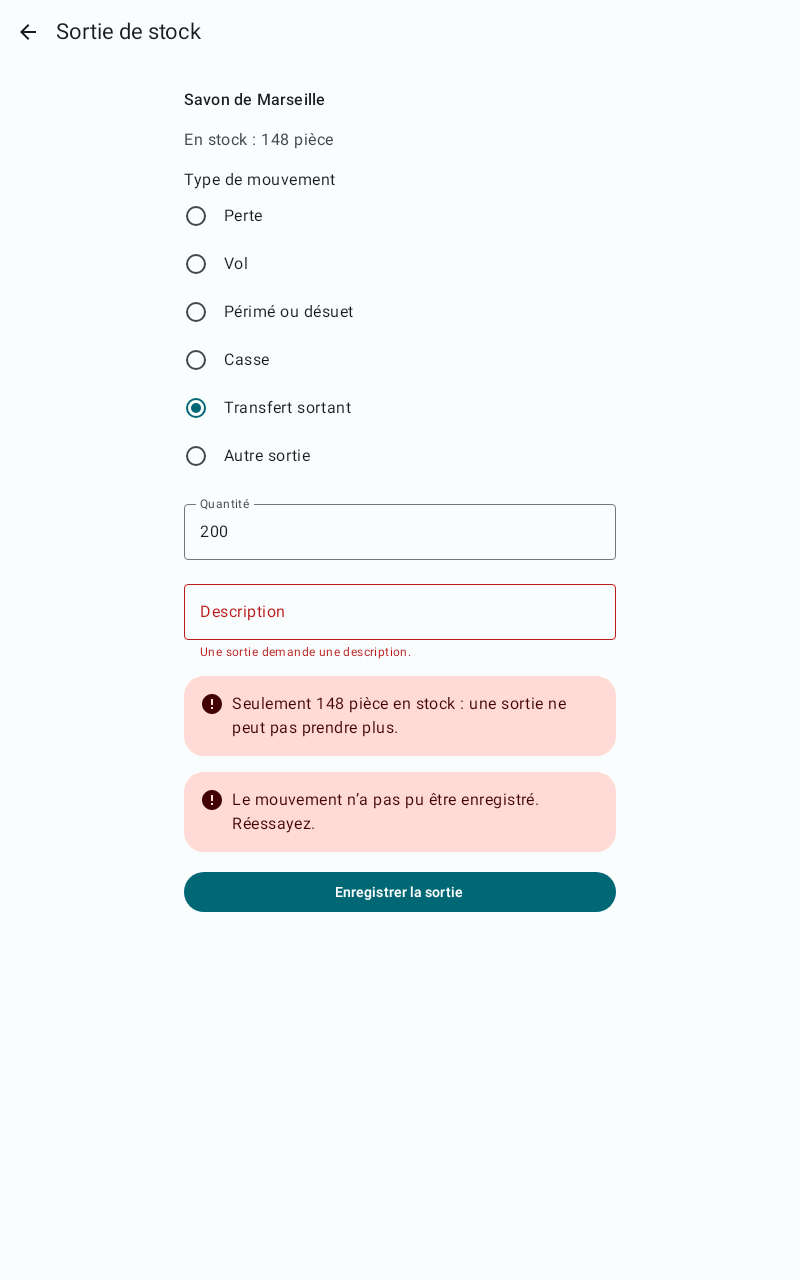 Sortie de stock
Savon de Marseille
En stock : 148 pièce
Type de mouvement
Perte
Vol
Périmé ou désuet
Casse
Transfert sortant
Autre sortie
Quantité
200
Description
Une sortie demande une description.
Seulement 148 pièce en stock : une sortie ne
peut pas prendre plus.
Le mouvement n’a pas pu être enregistré.
Réessayez.
Enregistrer la sortie